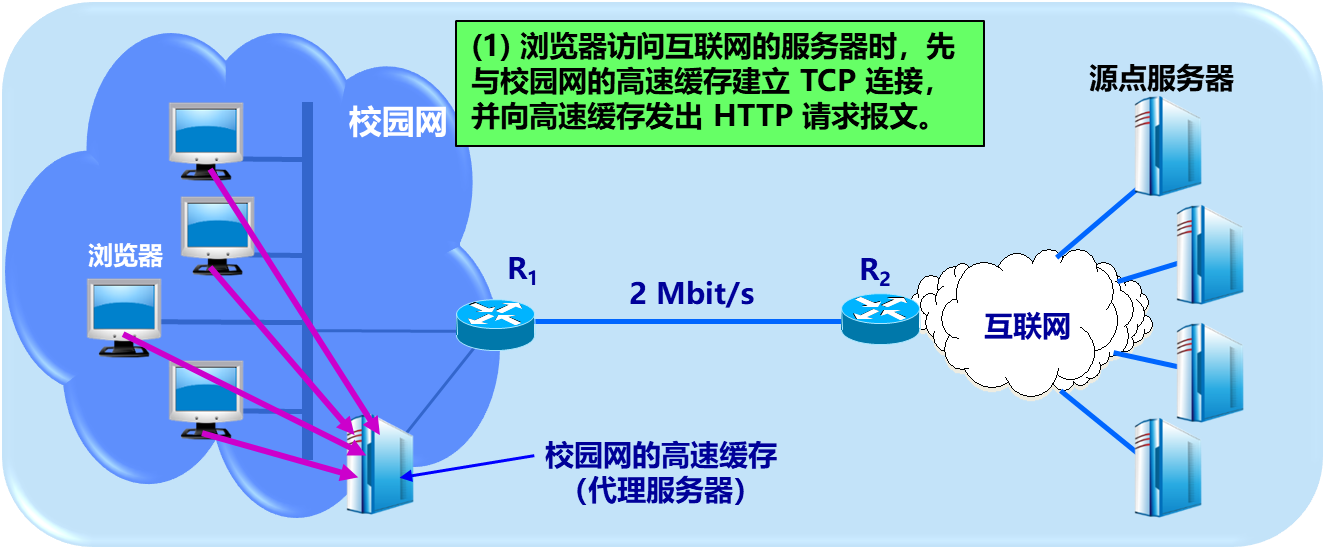 (1) 浏览器访问互联网的服务器时，先
与校园网的高速缓存建立 TCP 连接，
并向高速缓存发出 HTTP 请求报文。
源点服务器
校园网
浏览器
R1
2 Mbit/s
R2
互联网
校园网的高速缓存
（代理服务器）